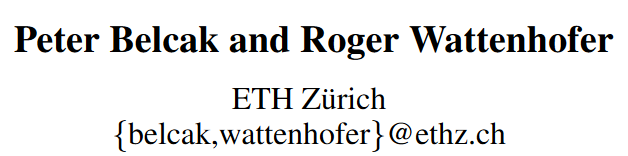 Peter Belcak and Roger Wattenhofer
ETH Zürich
{belcak,wattenhofer}@ethz.ch